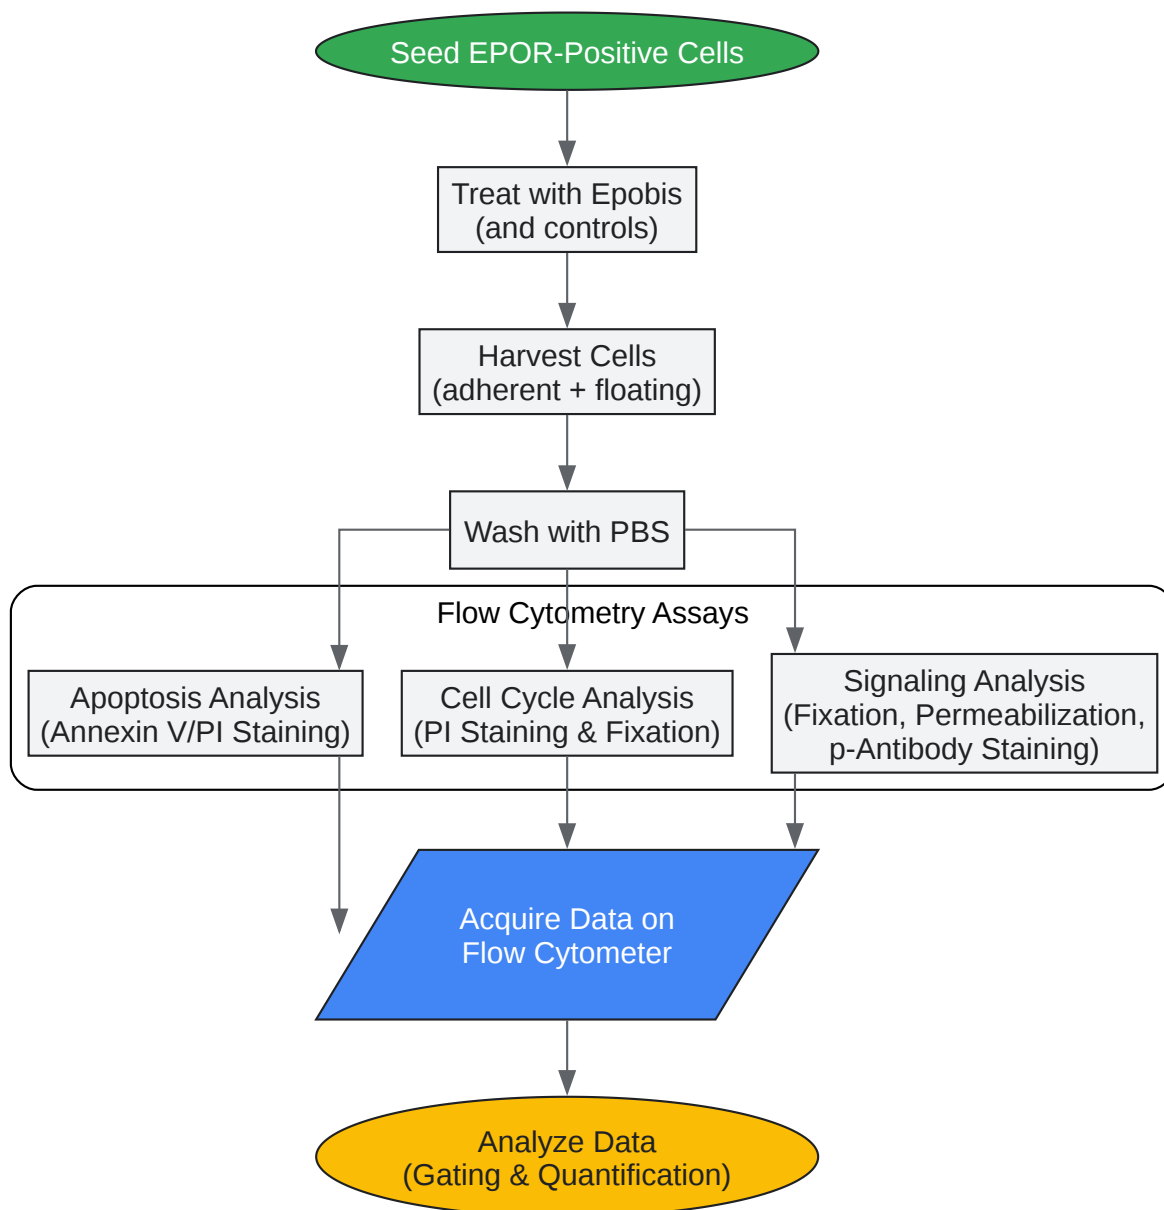 Seed EPOR-Positive Cells
Treat with Epobis
(and controls)
Harvest Cells
(adherent + floating)
Wash with PBS
Flow Cytometry Assays
Apoptosis Analysis
(Annexin V/PI Staining)
Cell Cycle Analysis
(PI Staining & Fixation)
Signaling Analysis
(Fixation, Permeabilization,
p-Antibody Staining)
Acquire Data on
Flow Cytometer
Analyze Data
(Gating & Quantification)